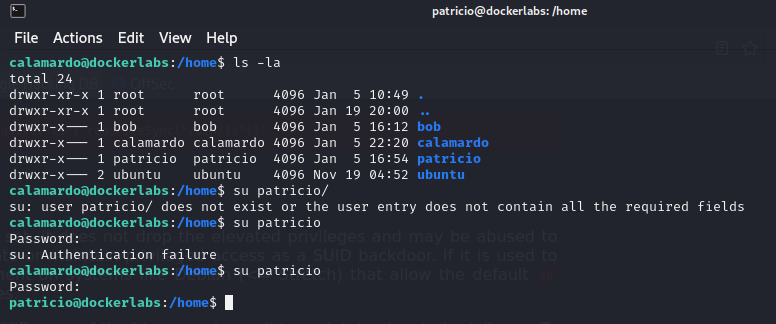 patricio@dockerlabs: /home
File Actions Edit View Help
calamardo@dockerlabs:/home$ ls -la
total 24
drwxr-xr-x 1 root      root      4096 Jan  5 10:49 .
drwxr-xr-x 1 root      root      4096 Jan 19 20:00 ..
drwxr-x--- 1 bob       bob       4096 Jan  5 16:12 bob
drwxr-x--- 1 calamardo calamardo 4096 Jan  5 22:20 calamardo
drwxr-x--- 1 patricio  patricio  4096 Jan  5 16:54 patricio
drwxr-x--- 2 ubuntu    ubuntu    4096 Nov 19 04:52 ubuntu
calamardo@dockerlabs:/home$ su patricio/
su: user patricio/ does not exist or the user entry does not contain all the required fields
calamardo@dockerlabs:/home$ su patricio
Password:
su: Authentication failure
calamardo@dockerlabs:/home$ su patricio
Password:
patricio@dockerlabs:/home$